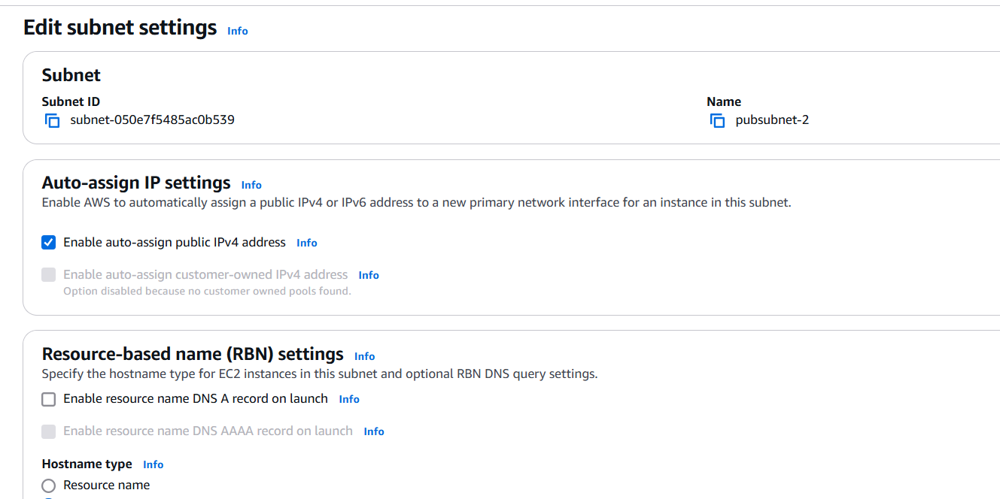 Edit subnet settings Info
Subnet
Subnet ID Name
subnet-050e7f5485ac0b539 pubsubnet-2
Auto-assign IP settings Info
Enable AWS to automatically assign a public IPv4 or IPv6 address to a new primary network interface for an instance in this subnet.
Enable auto-assign public IPv4 address Info
Enable auto-assign customer-owned IPv4 address Info
Option disabled because no customer owned pools found.
Resource-based name (RBN) settings Info
Specify the hostname type for EC2 instances in this subnet and optional RBN DNS query settings.
Enable resource name DNS A record on launch Info
Enable resource name DNS AAAA record on launch Info
Hostname type Info
Resource name